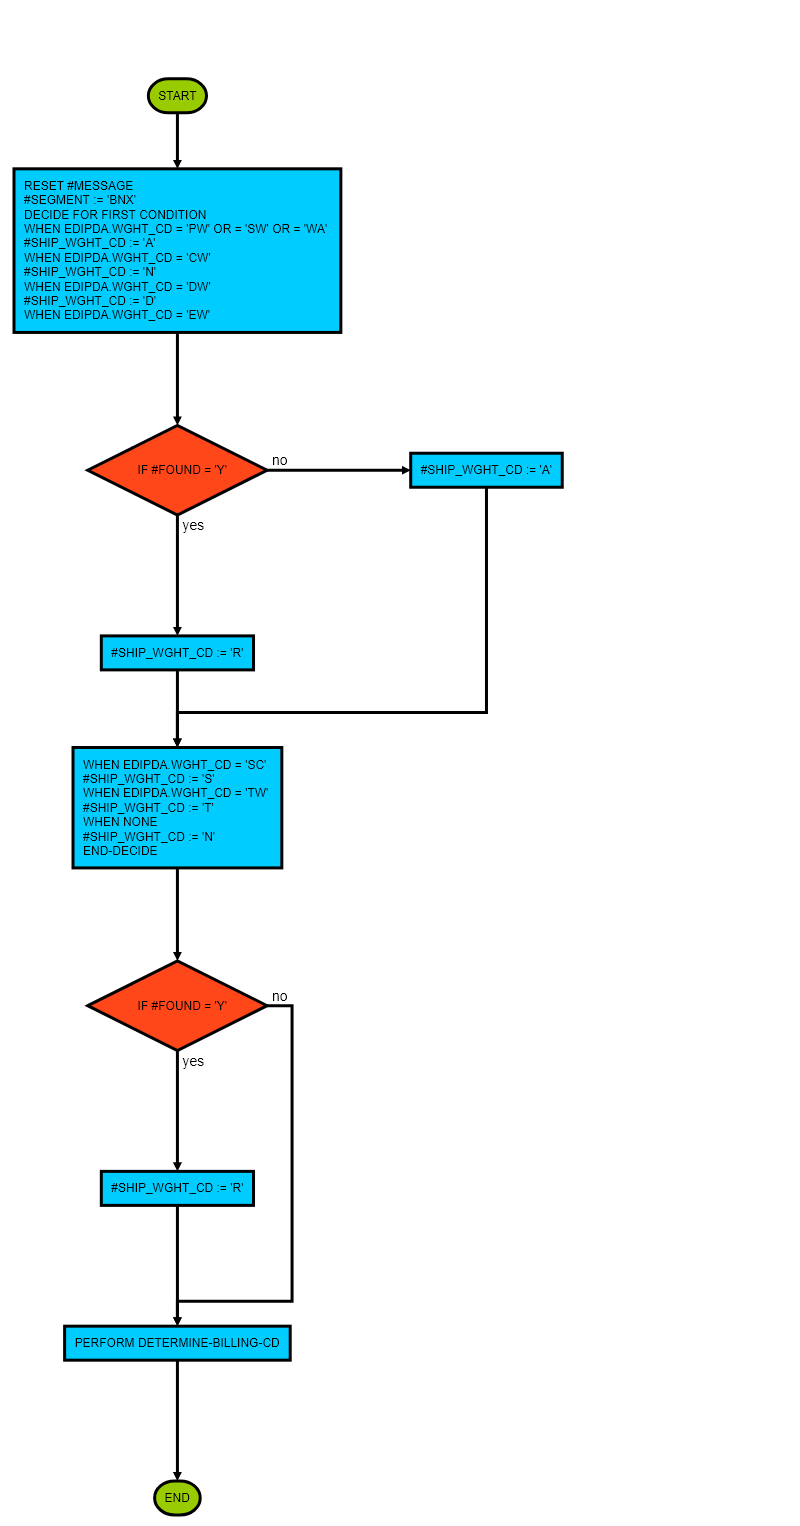 START
RESET #MESSAGE
#SEGMENT := 'BNX'
DECIDE FOR FIRST CONDITION
WHEN EDIPDA.WGHT_CD = 'PW' OR = 'SW' OR = 'WA'
#SHIP_WGHT_CD := 'A'
WHEN EDIPDA.WGHT_CD = 'CW'
#SHIP_WGHT_CD := 'N'
WHEN EDIPDA.WGHT_CD = 'DW'
#SHIP_WGHT_CD := 'D'
WHEN EDIPDA.WGHT_CD = 'EW'
IF #FOUND = 'Y'
no
#SHIP_WGHT_CD := 'A'
yes
#SHIP_WGHT_CD := 'R'
WHEN EDIPDA.WGHT_CD = 'SC'
#SHIP_WGHT_CD := 'S'
WHEN EDIPDA.WGHT_CD = 'TW'
#SHIP_WGHT_CD := 'T'
WHEN NONE
#SHIP_WGHT_CD := 'N'
END-DECIDE
IF #FOUND = 'Y'
no
yes
#SHIP_WGHT_CD := 'R'
PERFORM DETERMINE-BILLING-CD
END